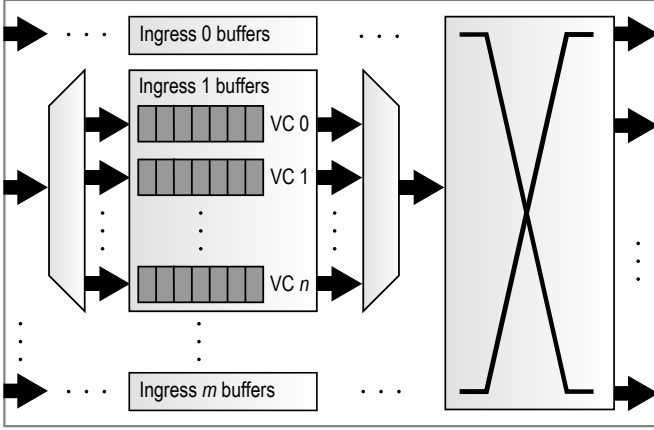 Ingress 0 buffers
Ingress 1 buffers
VC 0
VC 1
VC n
Ingress m buffers